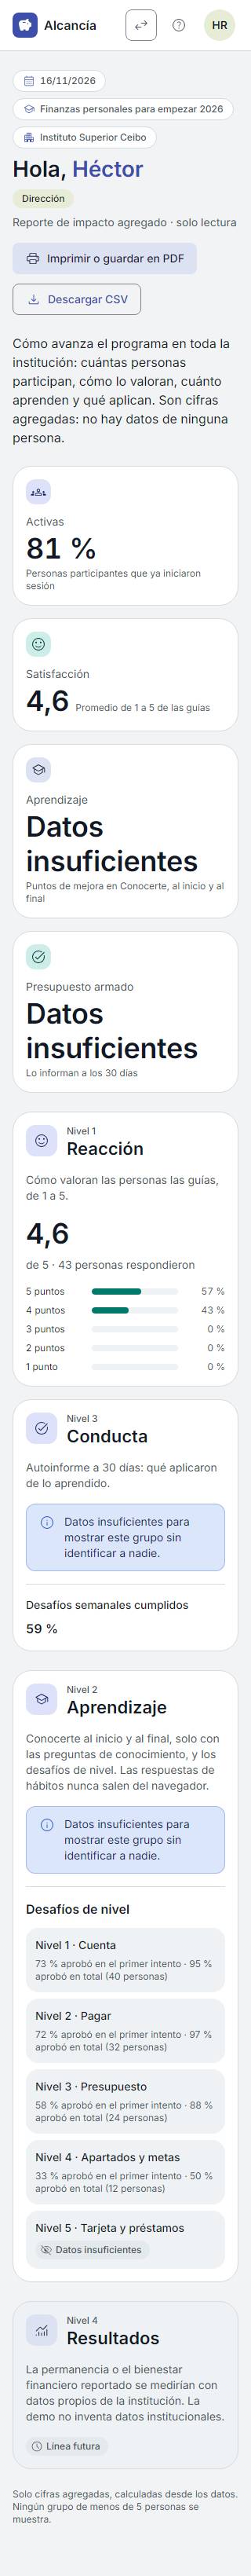 Alcancía
HR
16/11/2026
Finanzas personales para empezar 2026
Instituto Superior Ceibo
Hola, Héctor
Dirección
Reporte de impacto agregado · solo lectura
Imprimir o guardar en PDF
Descargar CSV
Cómo avanza el programa en toda la
institución: cuántas personas
participan, cómo lo valoran, cuánto
aprenden y qué aplican. Son cifras
agregadas: no hay datos de ninguna
persona.
Activas
81 %
Personas participantes que ya iniciaron
sesión
Satisfacción
4,6 Promedio de 1 a 5 de las guías
Aprendizaje
Datos
insuficientes
Puntos de mejora en Conocerte, al inicio y al
final
Presupuesto armado
Datos
insuficientes
Lo informan a los 30 días
Nivel 1
Reacción
Cómo valoran las personas las guías,
de 1 a 5.
4,6
de 5 · 43 personas respondieron
5 puntos 57 %
4 puntos 43 %
3 puntos 0 %
2 puntos 0 %
1 punto 0 %
Nivel 3
Conducta
Autoinforme a 30 días: qué aplicaron
de lo aprendido.
Datos insuficientes para
mostrar este grupo sin
identificar a nadie.
Desafíos semanales cumplidos
59 %
Nivel 2
Aprendizaje
Conocerte al inicio y al final, solo con
las preguntas de conocimiento, y los
desafíos de nivel. Las respuestas de
hábitos nunca salen del navegador.
Datos insuficientes para
mostrar este grupo sin
identificar a nadie.
Desafíos de nivel
Nivel 1 · Cuenta
73 % aprobó en el primer intento · 95 %
aprobó en total (40 personas)
Nivel 2 · Pagar
72 % aprobó en el primer intento · 97 %
aprobó en total (32 personas)
Nivel 3 · Presupuesto
58 % aprobó en el primer intento · 88 %
aprobó en total (24 personas)
Nivel 4 · Apartados y metas
33 % aprobó en el primer intento · 50 %
aprobó en total (12 personas)
Nivel 5 · Tarjeta y préstamos
Datos insuficientes
Nivel 4
Resultados
La permanencia o el bienestar
financiero reportado se medirían con
datos propios de la institución. La
demo no inventa datos institucionales.
Línea futura
Solo cifras agregadas, calculadas desde los datos.
Ningún grupo de menos de 5 personas se
muestra.